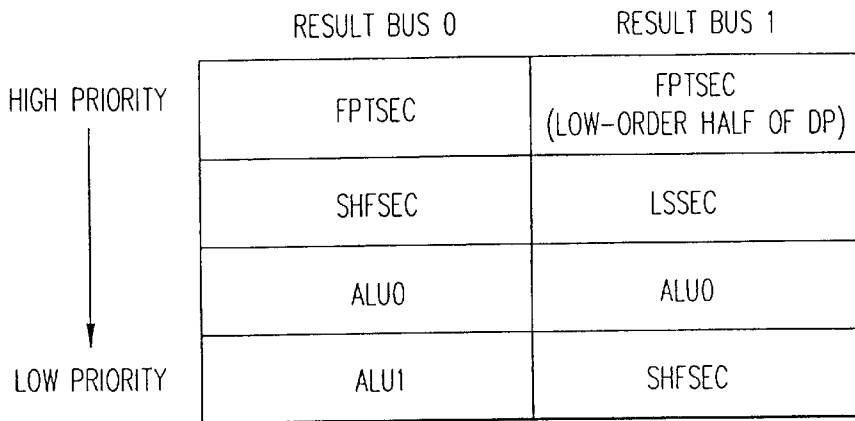 RESULT BUS 0 RESULT BUS 1
HIGH PRIORITY FPTSEC FPTSEC
(LOW-ORDER HALF OF DP)
SHFSEC LSSEC
ALU0 ALU0
LOW PRIORITY ALU1 SHFSEC